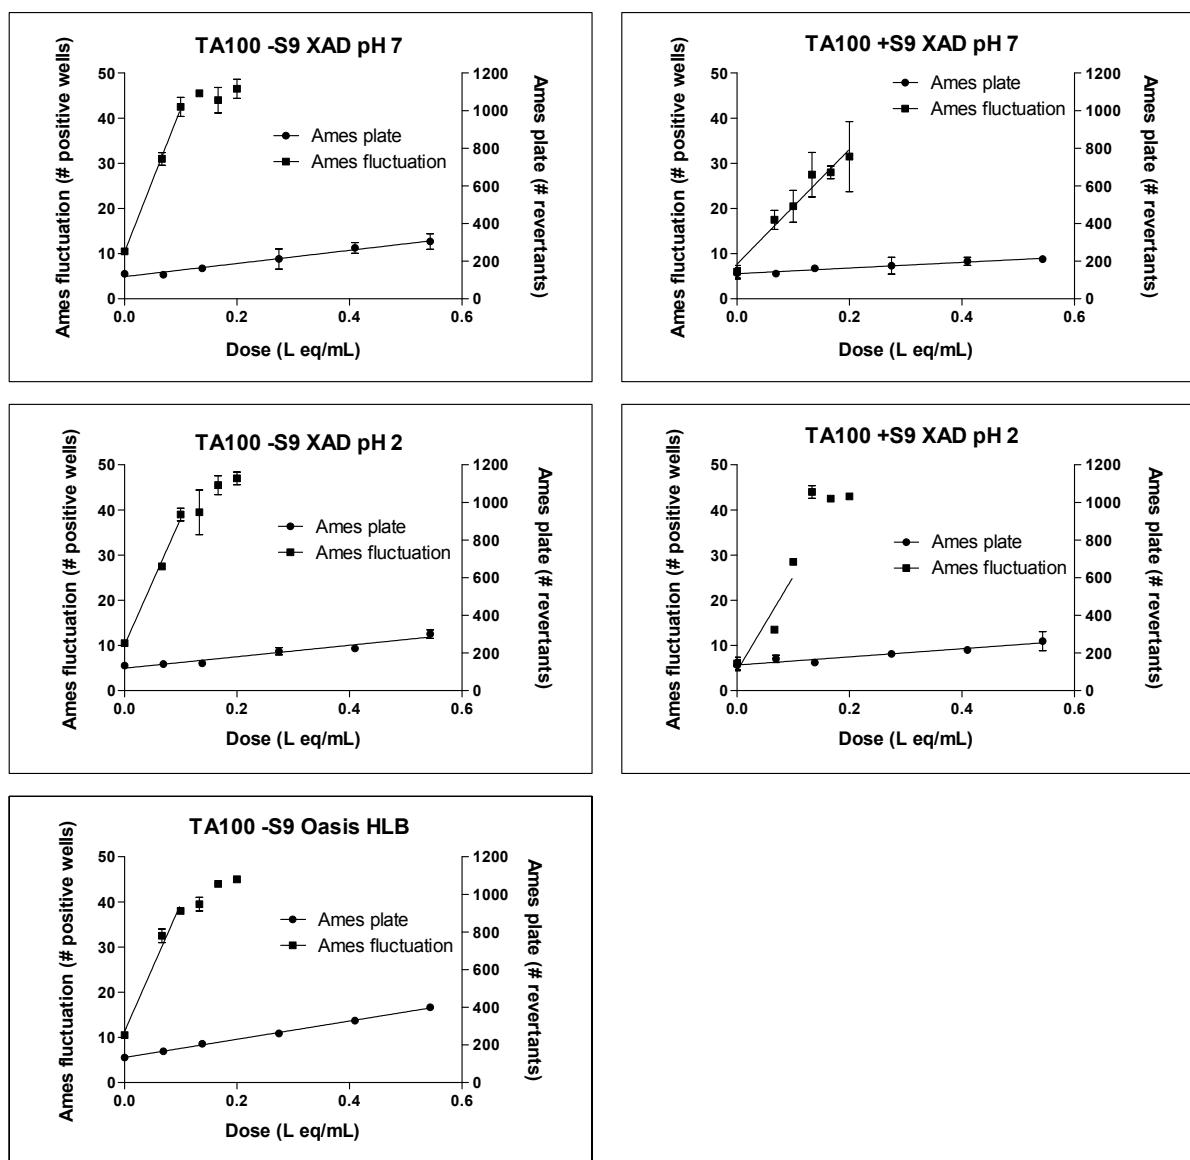 TA100 -S9 XAD pH 7
Ames fluctuation (# positive wells)
50
40
30
20
10
0
1200
1000
800
600
400
200
0
Ames plate (# revertants)
Ames plate
Ames fluctuation
0.0 0.2 0.4 0.6
Dose (L eq/mL)
TA100 +S9 XAD pH 7
Ames fluctuation (# positive wells)
50
40
30
20
10
0
1200
1000
800
600
400
200
0
Ames plate (# revertants)
Ames plate
Ames fluctuation
0.0 0.2 0.4 0.6
Dose (L eq/mL)
TA100 -S9 XAD pH 2
Ames fluctuation (# positive wells)
50
40
30
20
10
0
1200
1000
800
600
400
200
0
Ames plate (# revertants)
Ames plate
Ames fluctuation
0.0 0.2 0.4 0.6
Dose (L eq/mL)
TA100 +S9 XAD pH 2
Ames fluctuation (# positive wells)
50
40
30
20
10
0
1200
1000
800
600
400
200
0
Ames plate (# revertants)
Ames plate
Ames fluctuation
0.0 0.2 0.4 0.6
Dose (L eq/mL)
TA100 -S9 Oasis HLB
Ames fluctuation (# positive wells)
50
40
30
20
10
0
1200
1000
800
600
400
200
0
Ames plate (# revertants)
Ames plate
Ames fluctuation
0.0 0.2 0.4 0.6
Dose (L eq/mL)